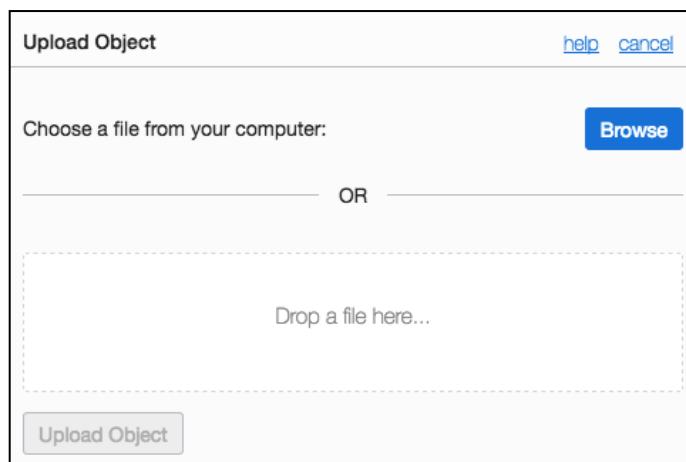 Upload Object help cancel
Choose a file from your computer: Browse
OR
Drop a file here...
Upload Object